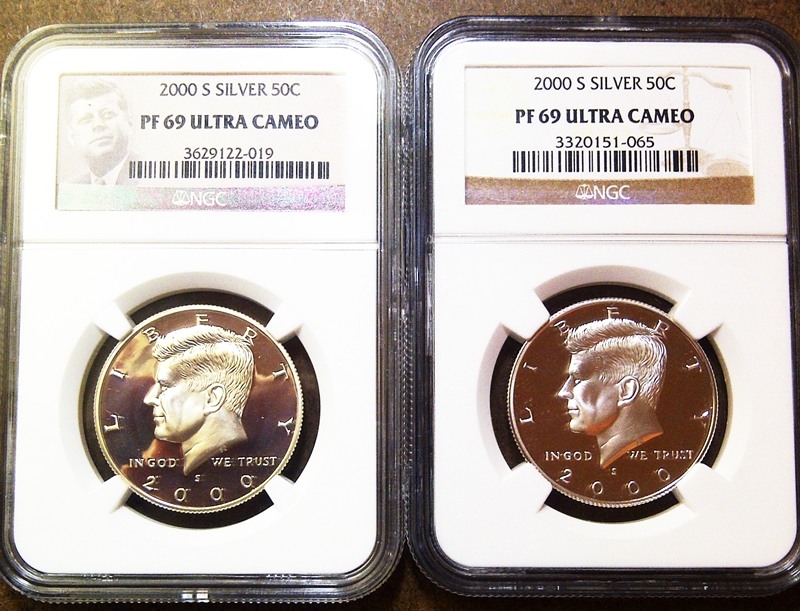 2000 S SILVER 50C
PF 69 ULTRA CAMEO
3629122-019
NGC
LIBERTY
IN GOD WE TRUST
S
2000
2000 S SILVER 50C
PF 69 ULTRA CAMEO
3320151-065
NGC
LIBERTY
IN GOD WE TRUST
S
2000